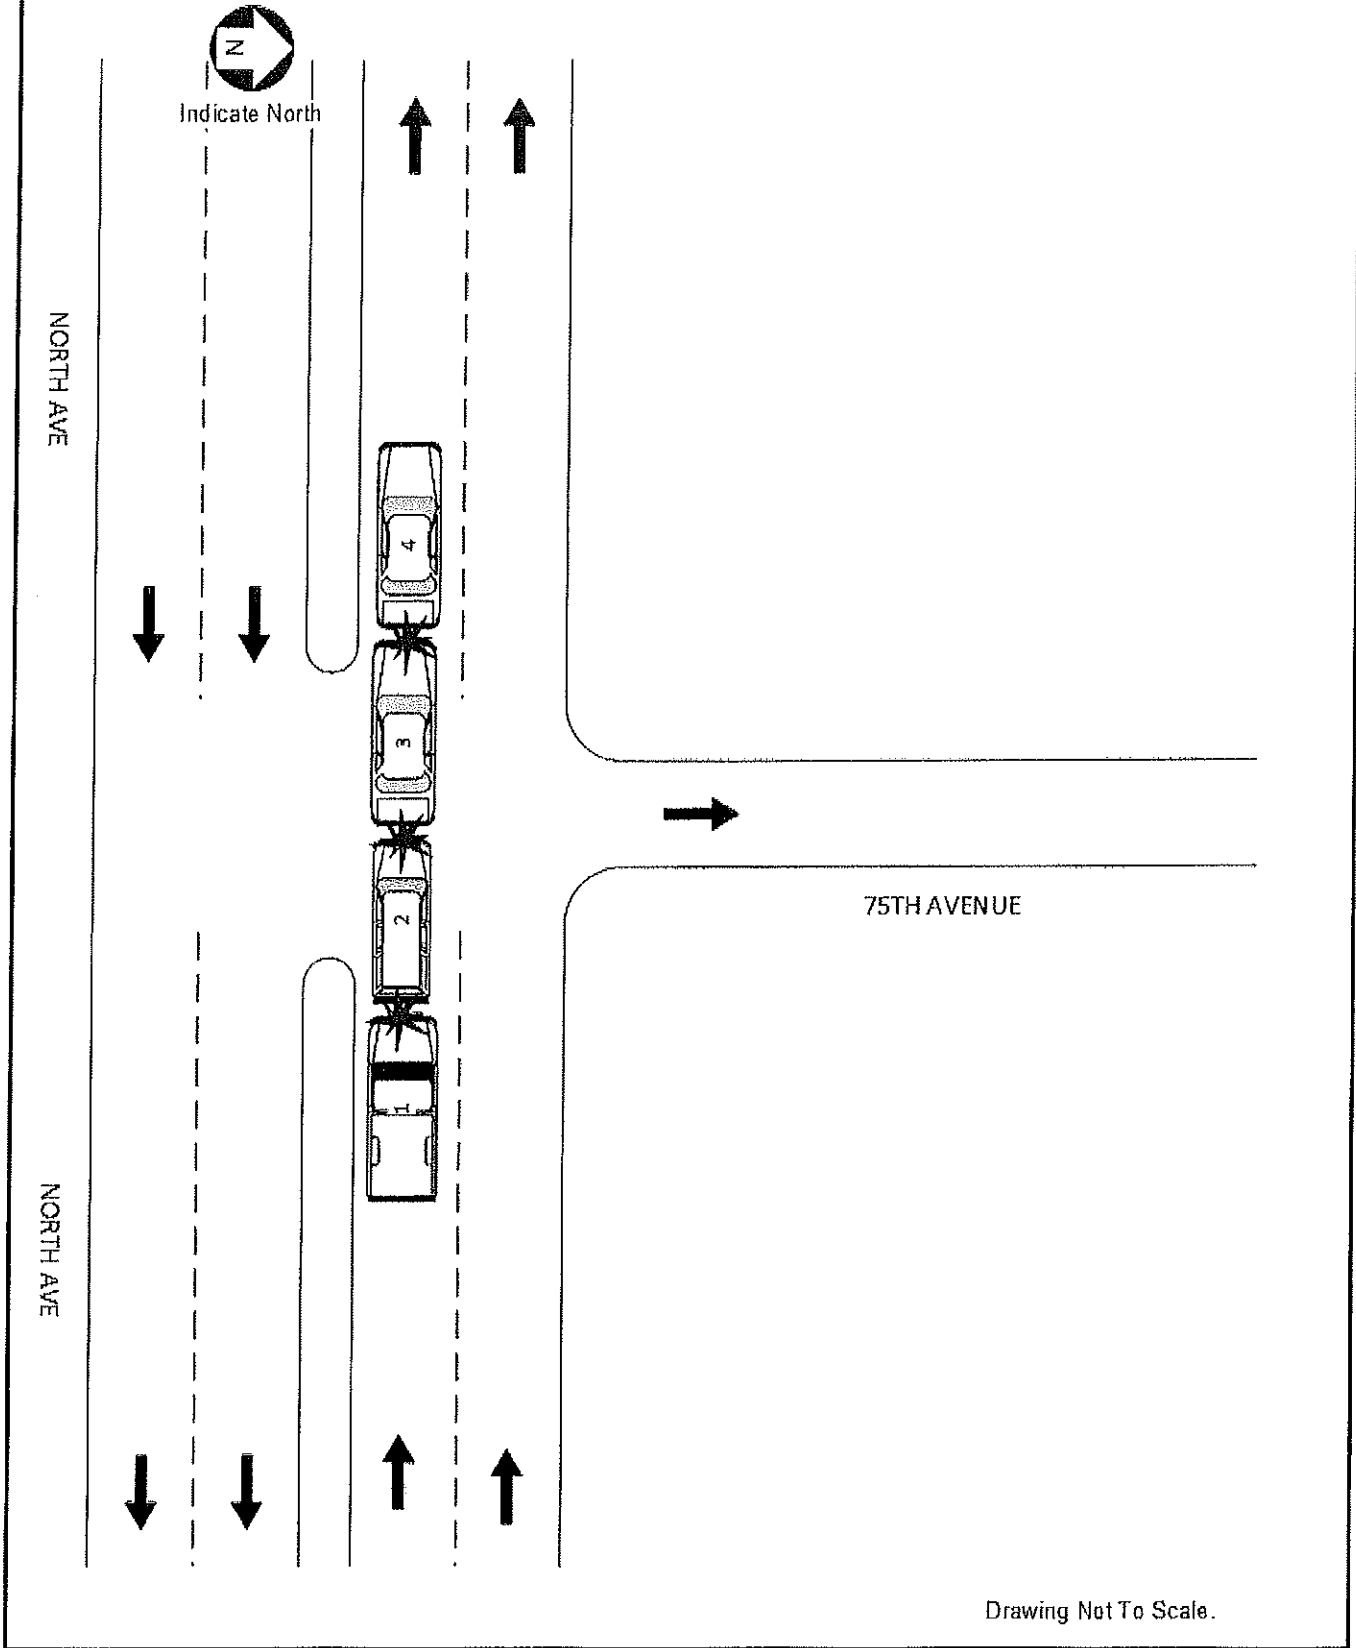 N
Indicate North
NORTH AVE
4
3
2
1
75TH AVENUE
NORTH AVE
Drawing Not To Scale.